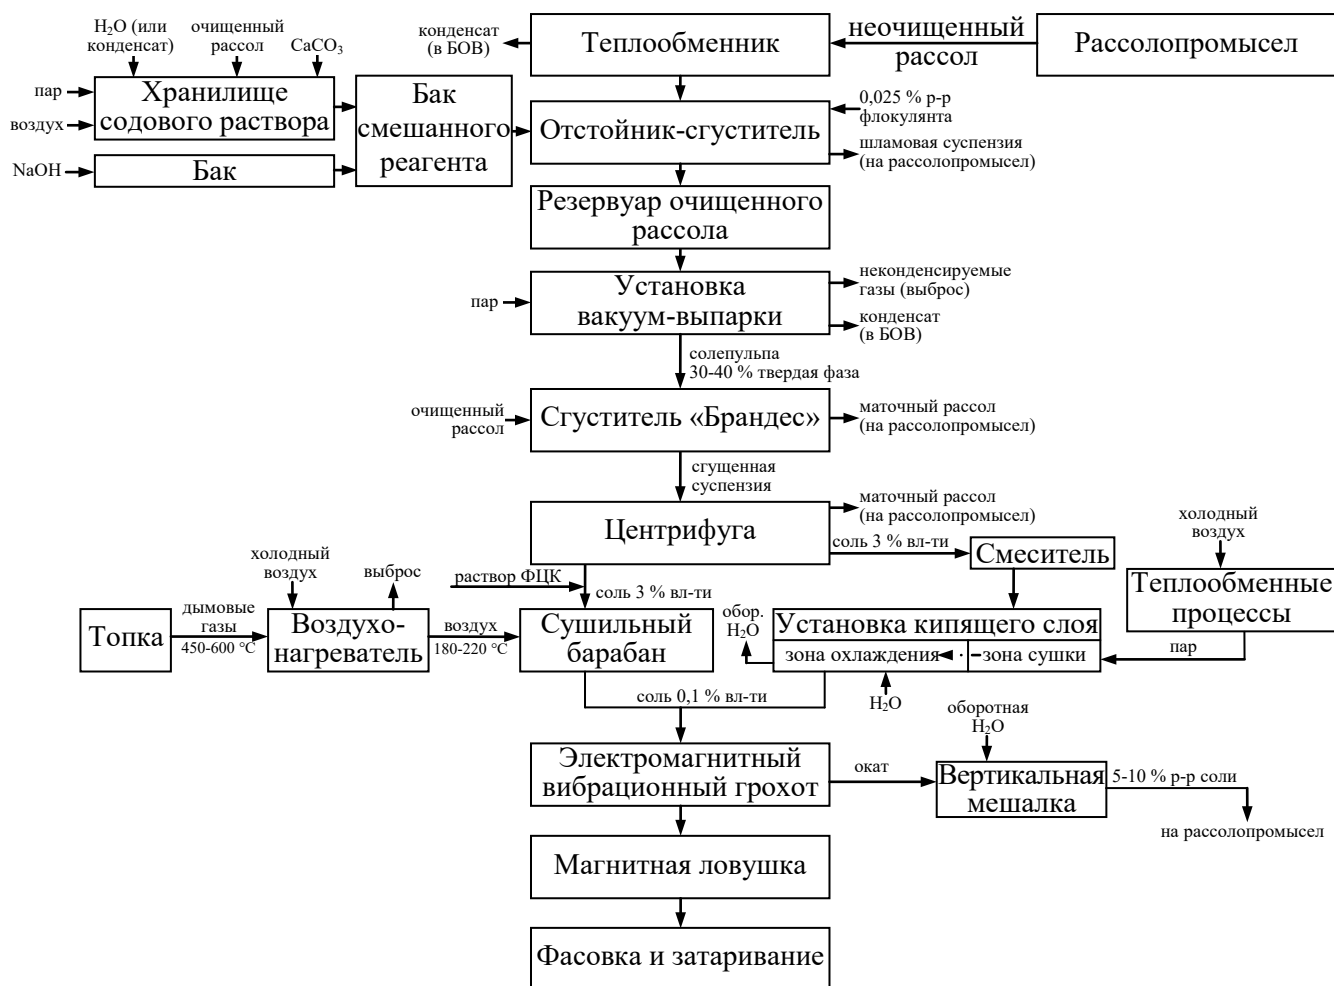 H₂O (или
конденсат)
очищенный
рассол
CaCO₃
конденсат
(в БОВ)
Теплообменник
неочищенный
рассол
Рассолопромысел
пар
воздух
Хранилище
содового раствора
Бак
смешанного
реагента
NaOH
Бак
Отстойник-сгуститель
0,025 % р-р
флокулянта
шламовая суспензия
(на рассолопромысел)
Резервуар очищенного
рассола
пар
Установка
вакуум-выпарки
неконденсируемые
газы (выброс)
конденсат
(в БОВ)
солепульпа
30-40 % твердая фаза
очищенный
рассол
Сгуститель «Брандес»
маточный рассол
(на рассолопромысел)
сгущенная
суспензия
Центрифуга
маточный рассол
(на рассолопромысел)
соль 3 % вл-ти
Смеситель
холодный
воздух
Теплообменные
процессы
пар
холодный
воздух
выброс
раствор ФЦК
соль 3 % вл-ти
Топка
дымовые
газы
450-600 °С
Воздухо-
нагреватель
воздух
180-220 °С
Сушильный
барабан
обор.
H₂O
Установка кипящего слоя
зона охлаждения
зона сушки
H₂O
соль 0,1 % вл-ти
оборотная
H₂O
Электромагнитный
вибрационный грохот
окат
Вертикальная
мешалка
5-10 % р-р соли
на рассолопромысел
Магнитная ловушка
Фасовка и затаривание